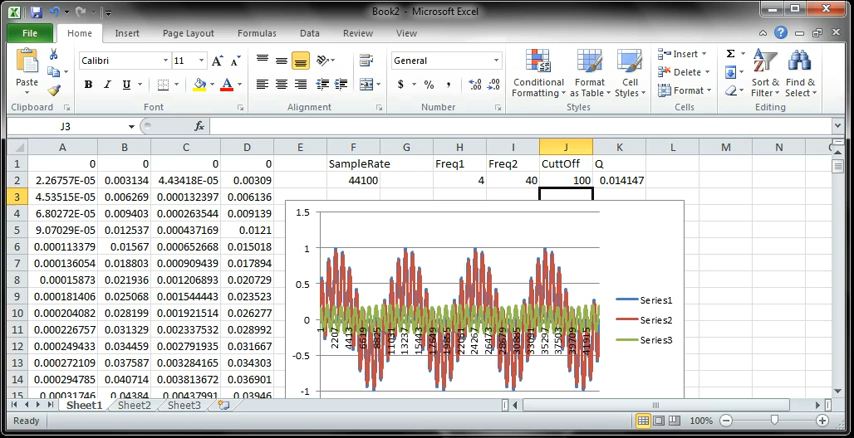 Book2 - Microsoft Excel
File Home Insert Page Layout Formulas Data Review View
Paste
Calibri 11
General
Conditional Formatting
Format as Table
Cell Styles
Insert
Delete
Format
Sort & Filter
Find & Select
Clipboard Font Alignment Number Styles Cells Editing
J3 fx
A B C D E F G H I J K L M N
1 0 0 0 0 SampleRate Freq1 Freq2 CuttOff Q
2 2.26757E-05 0.003134 4.43418E-05 0.00309 44100 4 40 100 0.014147
3 4.53515E-05 0.006269 0.000132397 0.006136
4 6.80272E-05 0.009403 0.000263544 0.009139
5 9.07029E-05 0.012537 0.000437169 0.0121
6 0.000113379 0.01567 0.000652668 0.015018
7 0.000136054 0.018803 0.000909439 0.017894
8 0.00015873 0.021936 0.001206893 0.020729
9 0.000181406 0.025068 0.001544443 0.023523
10 0.000204082 0.028199 0.001921514 0.026277
11 0.000226757 0.031329 0.002337532 0.028992
12 0.000249433 0.034459 0.002791935 0.031667
13 0.000272109 0.037587 0.003284165 0.034303
14 0.000294785 0.040714 0.003813672 0.036901
15 0.00031746 0.04384 0.00437991 0.03946
1.5
1
0.5
0
-0.5
-1
Series1
Series2
Series3
Sheet1 Sheet2 Sheet3
Ready 100%